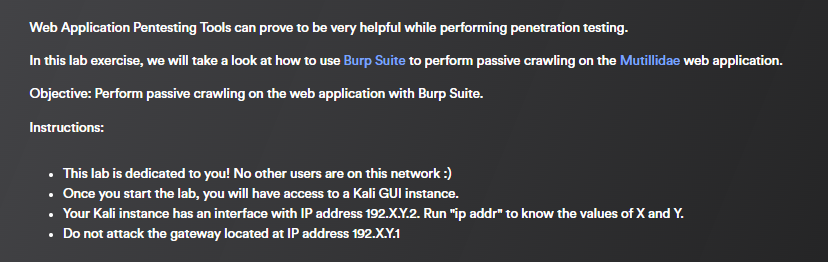 Web Application Pentesting Tools can prove to be very helpful while performing penetration testing.
In this lab exercise, we will take a look at how to use Burp Suite to perform passive crawling on the Mutillidae web application.
Objective: Perform passive crawling on the web application with Burp Suite.
Instructions:
• This lab is dedicated to you! No other users are on this network :)
• Once you start the lab, you will have access to a Kali GUI instance.
• Your Kali instance has an interface with IP address 192.X.Y.2. Run "ip addr" to know the values of X and Y.
• Do not attack the gateway located at IP address 192.X.Y.1